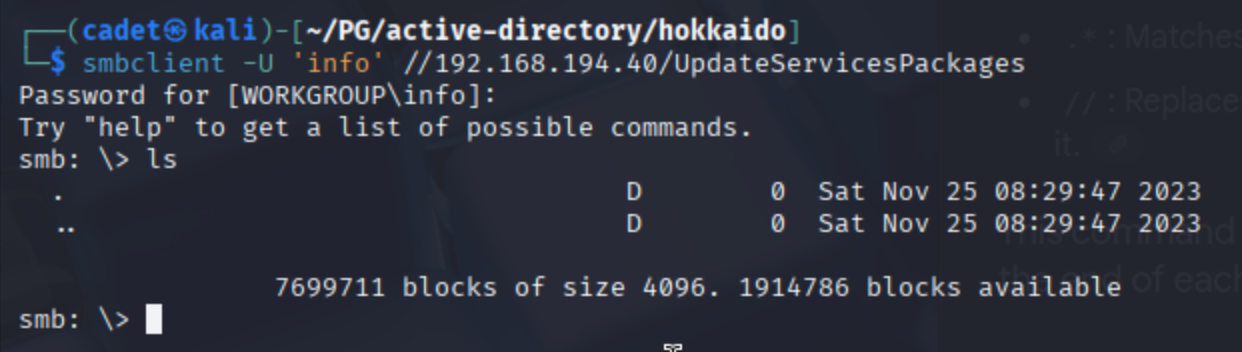 ┌──(cadet㉿kali)-[~/PG/active-directory/hokkaido]
└─$ smbclient -U 'info' //192.168.194.40/UpdateServicesPackages
Password for [WORKGROUP\info]:
Try "help" to get a list of possible commands.
smb: \> ls
  .                                   D        0  Sat Nov 25 08:29:47 2023
  ..                                  D        0  Sat Nov 25 08:29:47 2023

                7699711 blocks of size 4096. 1914786 blocks available
smb: \>
• .* : Matches
• // : Replace
it.
This command
the end of each